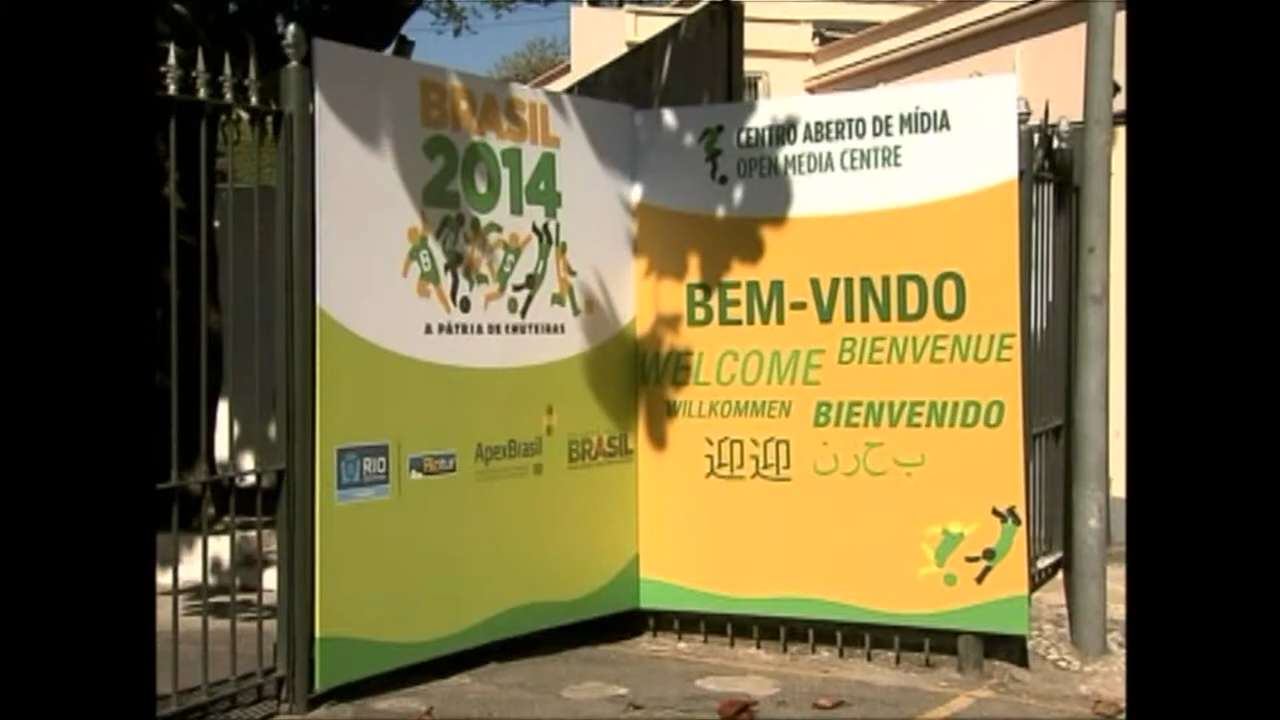 BRASIL
2014
A PÁTRIA DE CHUTEIRAS
RIO
Riotur
ApexBrasil
BRASIL
CENTRO ABERTO DE MÍDIA
OPEN MEDIA CENTRE
BEM-VINDO
WELCOME BIENVENUE
WILLKOMMEN BIENVENIDO
迎迎 ب ح ر ن